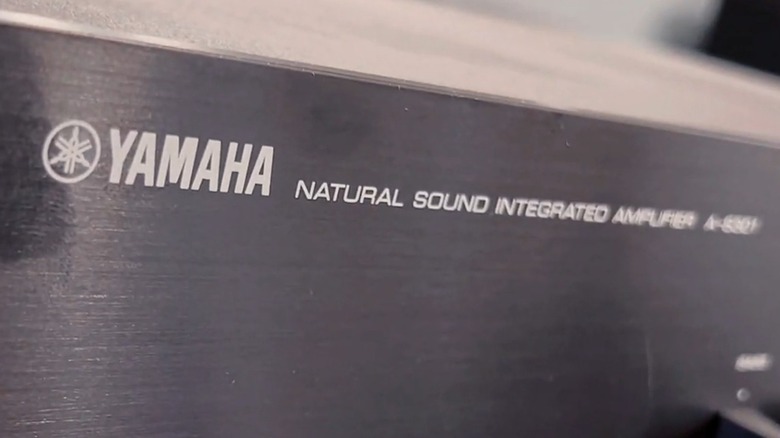 YAMAHA NATURAL SOUND INTEGRATED AMPLIFIER